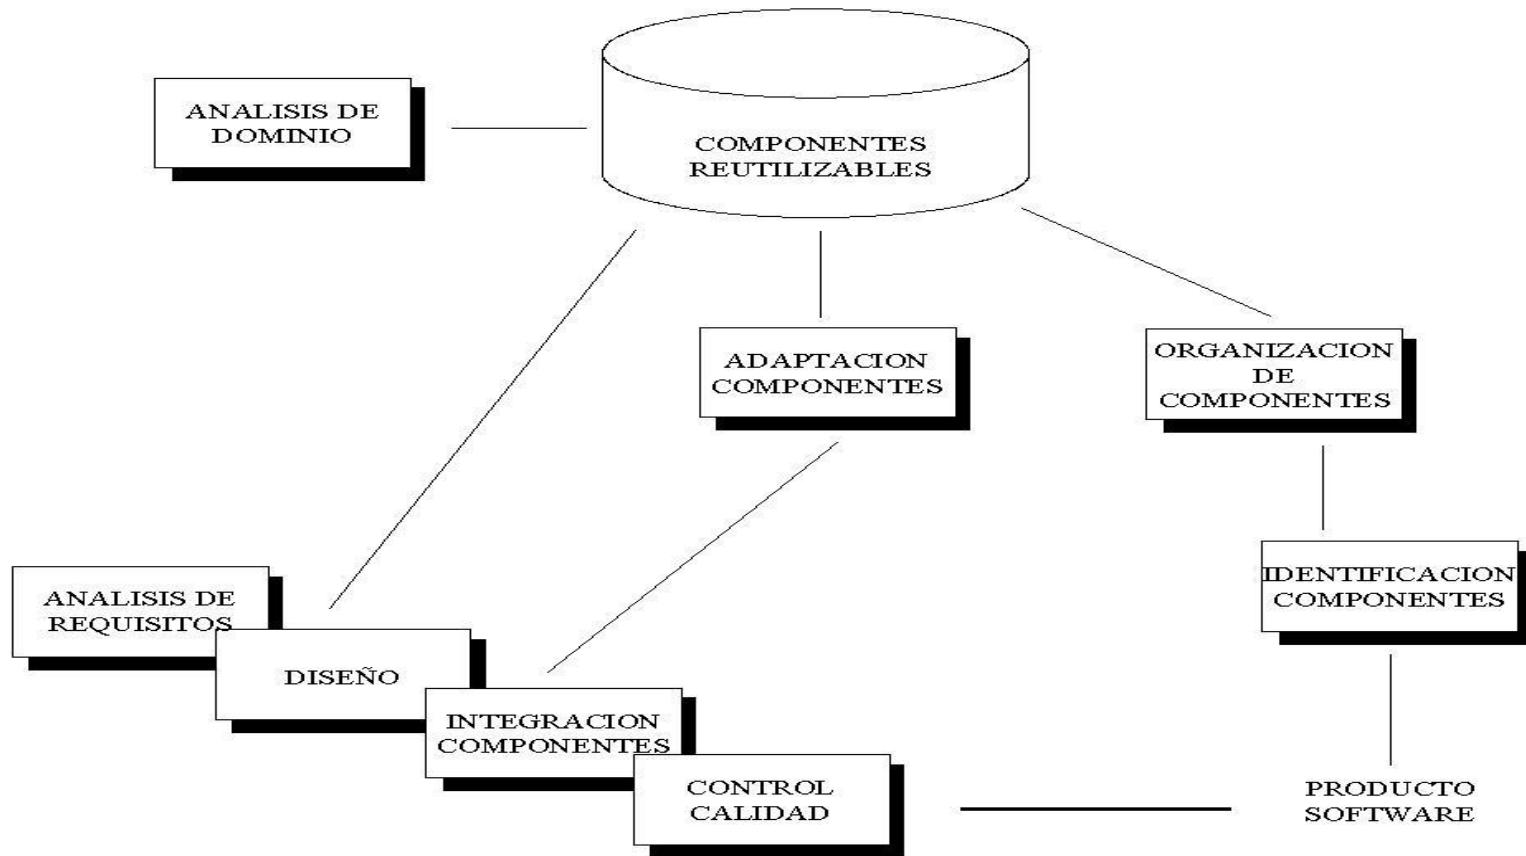 ANALISIS DE
DOMINIO
COMPONENTES
REUTILIZABLES
ADAPTACION
COMPONENTES
ORGANIZACION
DE
COMPONENTES
ANALISIS DE
REQUISITOS
DISEÑO
INTEGRACION
COMPONENTES
CONTROL
CALIDAD
IDENTIFICACION
COMPONENTES
PRODUCTO
SOFTWARE